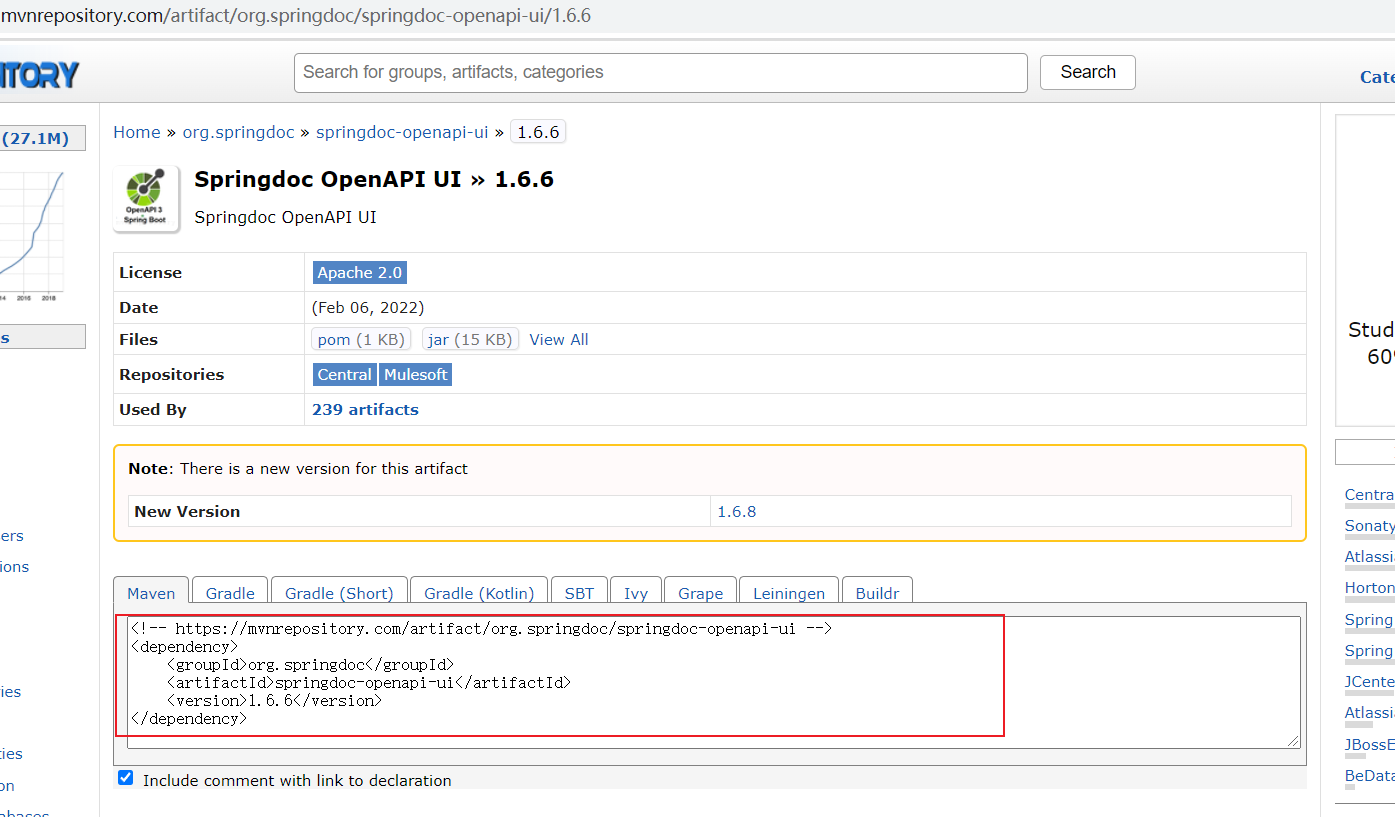 mvnrepository.com/artifact/org.springdoc/springdoc-openapi-ui/1.6.6
ITORY
Search for groups, artifacts, categories
Search
Cate
(27.1M)
14 2016 2018
s
ers
ions
ies
ties
on
abases
Home » org.springdoc » springdoc-openapi-ui » 1.6.6
OpenAPI 3
Spring Boot
Springdoc OpenAPI UI » 1.6.6
Springdoc OpenAPI UI
License Apache 2.0
Date (Feb 06, 2022)
Files pom (1 KB) jar (15 KB) View All
Repositories Central Mulesoft
Used By 239 artifacts
Note: There is a new version for this artifact
New Version 1.6.8
Maven Gradle Gradle (Short) Gradle (Kotlin) SBT Ivy Grape Leiningen Buildr
<!-- https://mvnrepository.com/artifact/org.springdoc/springdoc-openapi-ui -->
<dependency>
    <groupId>org.springdoc</groupId>
    <artifactId>springdoc-openapi-ui</artifactId>
    <version>1.6.6</version>
</dependency>
Include comment with link to declaration
Stud
60
Centra
Sonaty
Atlassi
Horton
Spring
Spring
JCente
Atlassi
JBossE
BeData